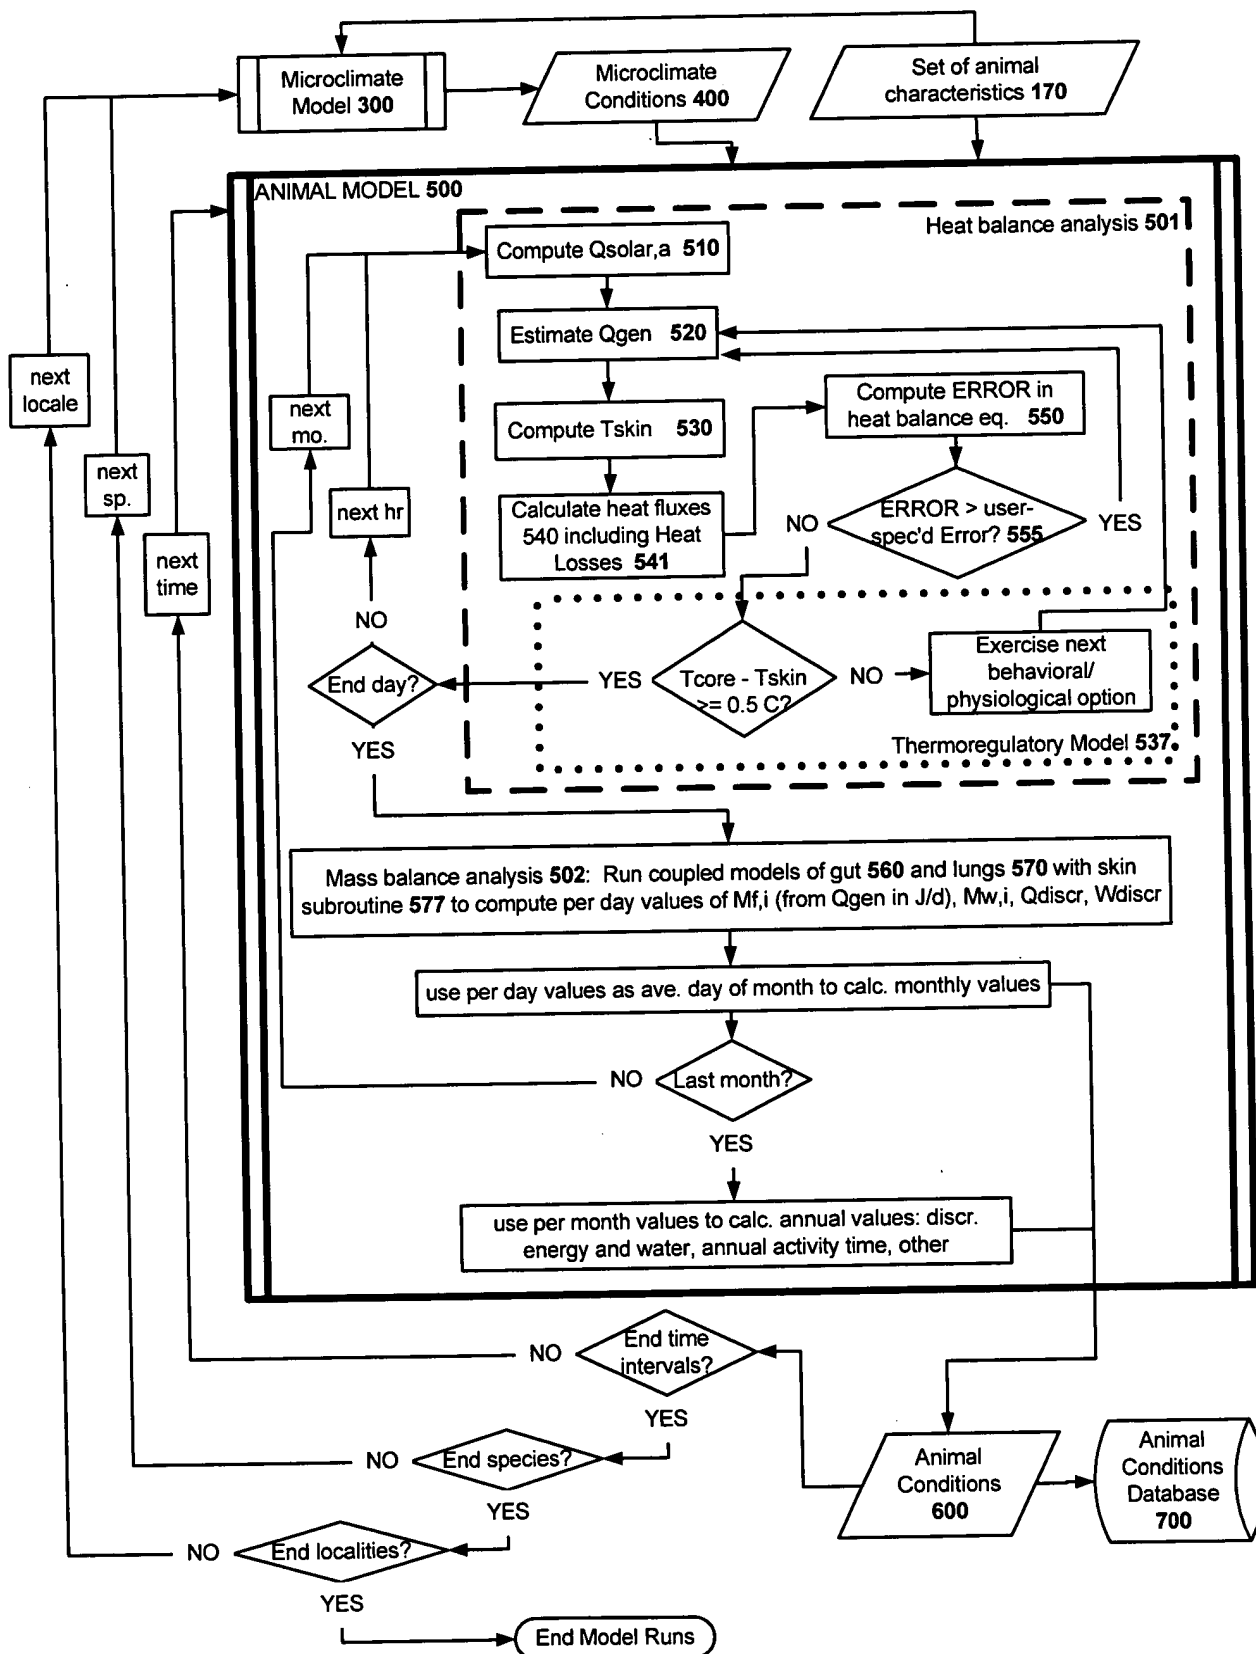 Microclimate
Model 300
Microclimate
Conditions 400
Set of animal
characteristics 170
ANIMAL MODEL 500
Heat balance analysis 501
Compute Qsolar,a 510
Estimate Qgen 520
Compute Tskin 530
Calculate heat fluxes
540 including Heat
Losses 541
Compute ERROR in
heat balance eq. 550
ERROR > user-
spec'd Error? 555
NO
YES
next
locale
next
sp.
next
time
next
mo.
next hr
NO
End day?
YES
YES
Tcore - Tskin
>= 0.5 C?
NO
Exercise next
behavioral/
physiological option
Thermoregulatory Model 537
Mass balance analysis 502: Run coupled models of gut 560 and lungs 570 with skin
subroutine 577 to compute per day values of Mf,i (from Qgen in J/d), Mw,i, Qdiscr, Wdiscr
use per day values as ave. day of month to calc. monthly values
NO
Last month?
YES
use per month values to calc. annual values: discr.
energy and water, annual activity time, other
NO
End time
intervals?
YES
NO
End species?
YES
NO
End localities?
YES
End Model Runs
Animal
Conditions
600
Animal
Conditions
Database
700